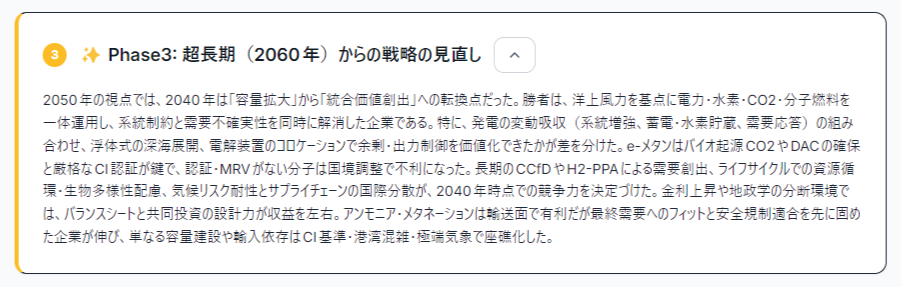 3 ✨ Phase3: 超長期（2060年）からの戦略の見直し
2050年の視点では、2040年は「容量拡大」から「統合価値創出」への転換点だった。勝者は、洋上風力を基点に電力・水素・CO2・分子燃料を
一体運用し、系統制約と需要不確実性を同時に解消した企業である。特に、発電の変動吸収（系統増強、蓄電・水素貯蔵、需要応答）の組み
合わせ、浮体式の深海展開、電解装置のコロケーションで余剰・出力制御を価値化できたかが差を分けた。e-メタンはバイオ起源CO2やDACの確保
と厳格なCI認証が鍵で、認証・MRVがない分子は国境調整で不利になった。長期のCCfDやH2-PPAによる需要創出、ライフサイクルでの資源循
環・生物多様性配慮、気候リスク耐性とサプライチェーンの国際分散が、2040年時点での競争力を決定づけた。金利上昇や地政学の分断環境で
は、バランスシートと共同投資の設計力が収益を左右。アンモニア・メタネーションは輸送面で有利だが最終需要へのフィットと安全規制適合を先に固め
た企業が伸び、単なる容量建設や輸入依存はCI基準・港湾混雑・極端気象で座礁化した。